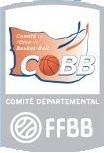 Comité
de l'Oise de
Basket-Ball
COBB
COMITÉ DÉPARTEMENTAL
FFBB